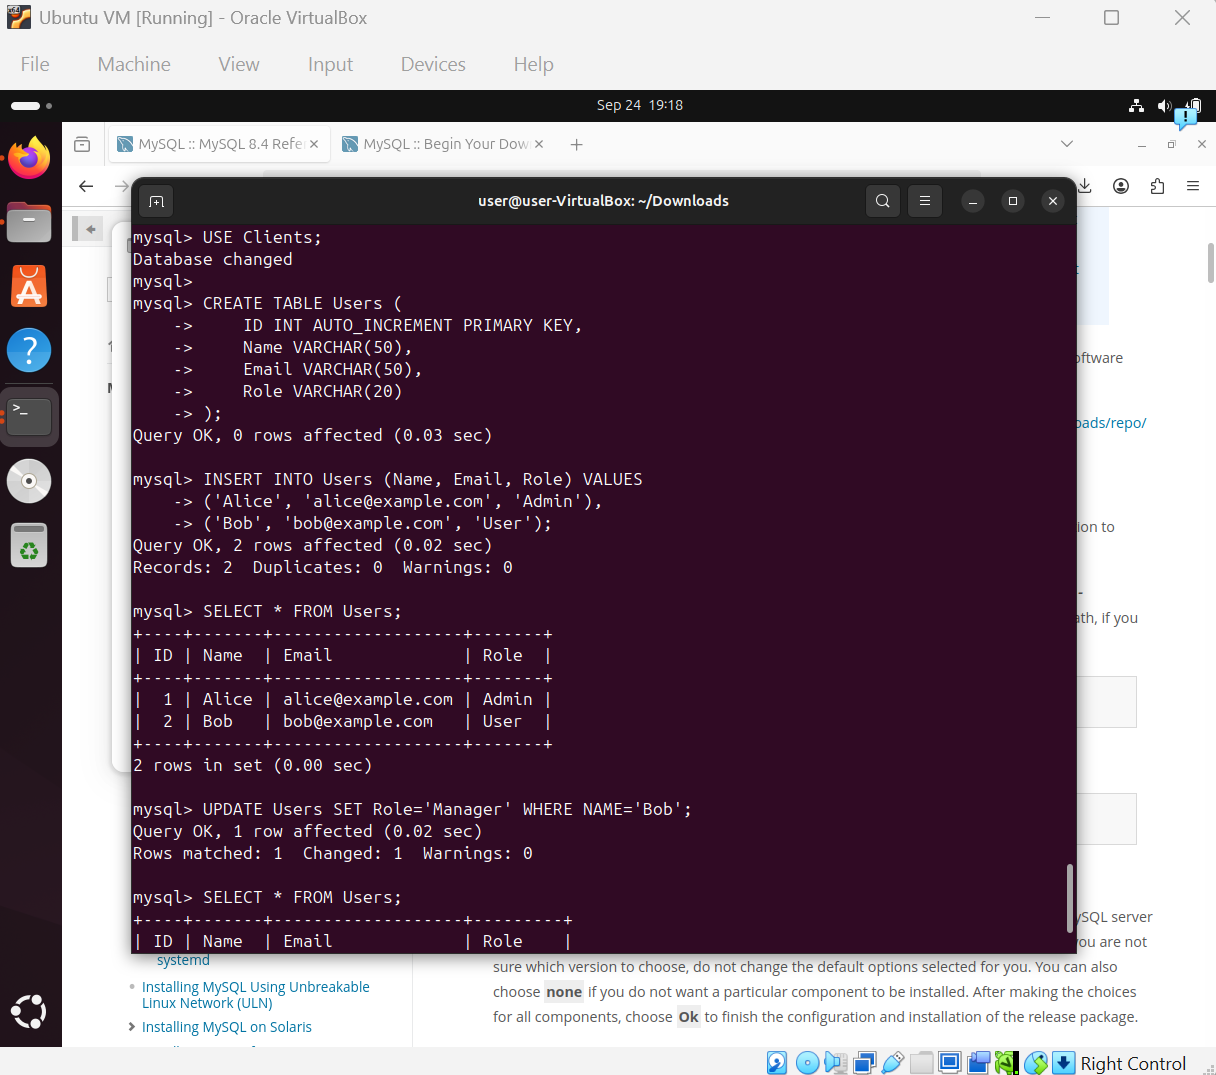 Ubuntu VM [Running] - Oracle VirtualBox
File Machine View Input Devices Help
Sep 24 19:18
MySQL :: MySQL 8.4 Refer
MySQL :: Begin Your Down
user@user-VirtualBox: ~/Downloads
mysql> USE Clients;
Database changed
mysql>
mysql> CREATE TABLE Users (
-> ID INT AUTO_INCREMENT PRIMARY KEY,
-> Name VARCHAR(50),
-> Email VARCHAR(50),
-> Role VARCHAR(20)
-> );
Query OK, 0 rows affected (0.03 sec)
mysql> INSERT INTO Users (Name, Email, Role) VALUES
-> ('Alice', 'alice@example.com', 'Admin'),
-> ('Bob', 'bob@example.com', 'User');
Query OK, 2 rows affected (0.02 sec)
Records: 2 Duplicates: 0 Warnings: 0
mysql> SELECT * FROM Users;
+----+-------+-------------------+-------+
| ID | Name | Email | Role |
+----+-------+-------------------+-------+
| 1 | Alice | alice@example.com | Admin |
| 2 | Bob | bob@example.com | User |
+----+-------+-------------------+-------+
2 rows in set (0.00 sec)
mysql> UPDATE Users SET Role='Manager' WHERE NAME='Bob';
Query OK, 1 row affected (0.02 sec)
Rows matched: 1 Changed: 1 Warnings: 0
mysql> SELECT * FROM Users;
+----+-------+-------------------+---------+
| ID | Name | Email | Role |
oftware
oads/repo/
ion to
ath, if you
ySQL server
you are not
systemd
sure which version to choose, do not change the default options selected for you. You can also
Installing MySQL Using Unbreakable
Linux Network (ULN)
choose none if you do not want a particular component to be installed. After making the choices
for all components, choose Ok to finish the configuration and installation of the release package.
Installing MySQL on Solaris
Right Control